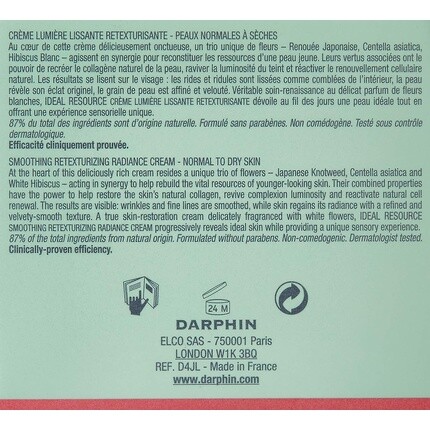 CRÈME LUMIÈRE LISSANTE RETEXTURISANTE - PEAUX NORMALES À SÈCHES
Au cœur de cette crème délicieusement onctueuse, un trio unique de fleurs – Renouée Japonaise, Centella asiatica,
Hibiscus Blanc – agissent en synergie pour reconstituer les ressources d'une peau jeune. Leurs vertus associées ont le
pouvoir de recréer le collagène naturel de la peau, raviver la luminosité du teint et réactiver le renouvellement cellulaire
naturel. Les résultats se lisent sur le visage : les rides et ridules sont lissées comme combleés de l'intérieur, la peau
révèle son éclat originel, le grain de peau est affiné et velouté. Véritable soin-renaissance au délicat parfum de fleurs
blanches, IDEAL RESOURCE CRÈME LUMIÈRE LISSANTE RETEXTURISANTE dévoile au fil des jours une peau idéale tout en
offrant une expérience sensorielle unique.
87% du total des ingrédients sont d'origine naturelle. Formulé sans parabènes. Non comédogène. Testé sous contrôle
dermatologique.
Efficacité cliniquement prouvée.
SMOOTHING RETEXTURIZING RADIANCE CREAM - NORMAL TO DRY SKIN
At the heart of this deliciously rich cream resides a unique trio of flowers – Japanese Knotweed, Centella asiatica and
White Hibiscus – acting in synergy to help rebuild the vital resources of younger-looking skin. Their combined properties
have the power to recreate the skin's natural collagen, revive complexion luminosity and reactivate natural cell
renewal. The results are visible: wrinkles and fine lines are smoothed, while skin regains its radiance with a refined and
velvety-smooth texture. A true skin-restoration cream delicately fragranced with white flowers, IDEAL RESOURCE
SMOOTHING RETEXTURIZING RADIANCE CREAM progressively reveals ideal skin while providing a unique sensory experience.
87% of the total ingredients from natural origin. Formulated without parabens. Non-comedogenic. Dermatologist tested.
Clinically-proven efficiency.
24 M
DARPHIN
ELCO SAS - 750001 Paris
LONDON W1K 3BQ
REF. D4JL - Made in France
www.darphin.com